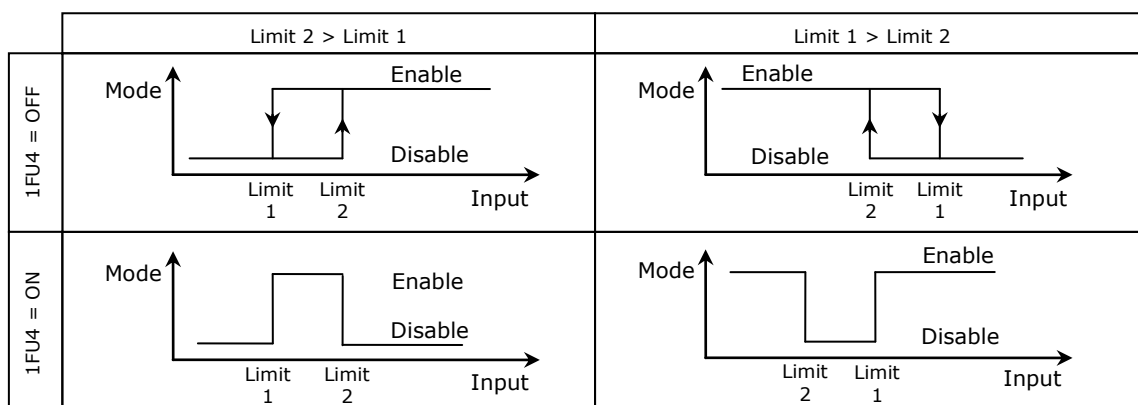 Limit 2 > Limit 1
Limit 1 > Limit 2
1FU4 = OFF
Mode
Enable
Disable
Limit
1
Limit
2
Input
Enable
Mode
Disable
Limit
2
Limit
1
Input
1FU4 = ON
Mode
Enable
Disable
Limit
1
Limit
2
Input
Mode
Enable
Disable
Limit
2
Limit
1
Input